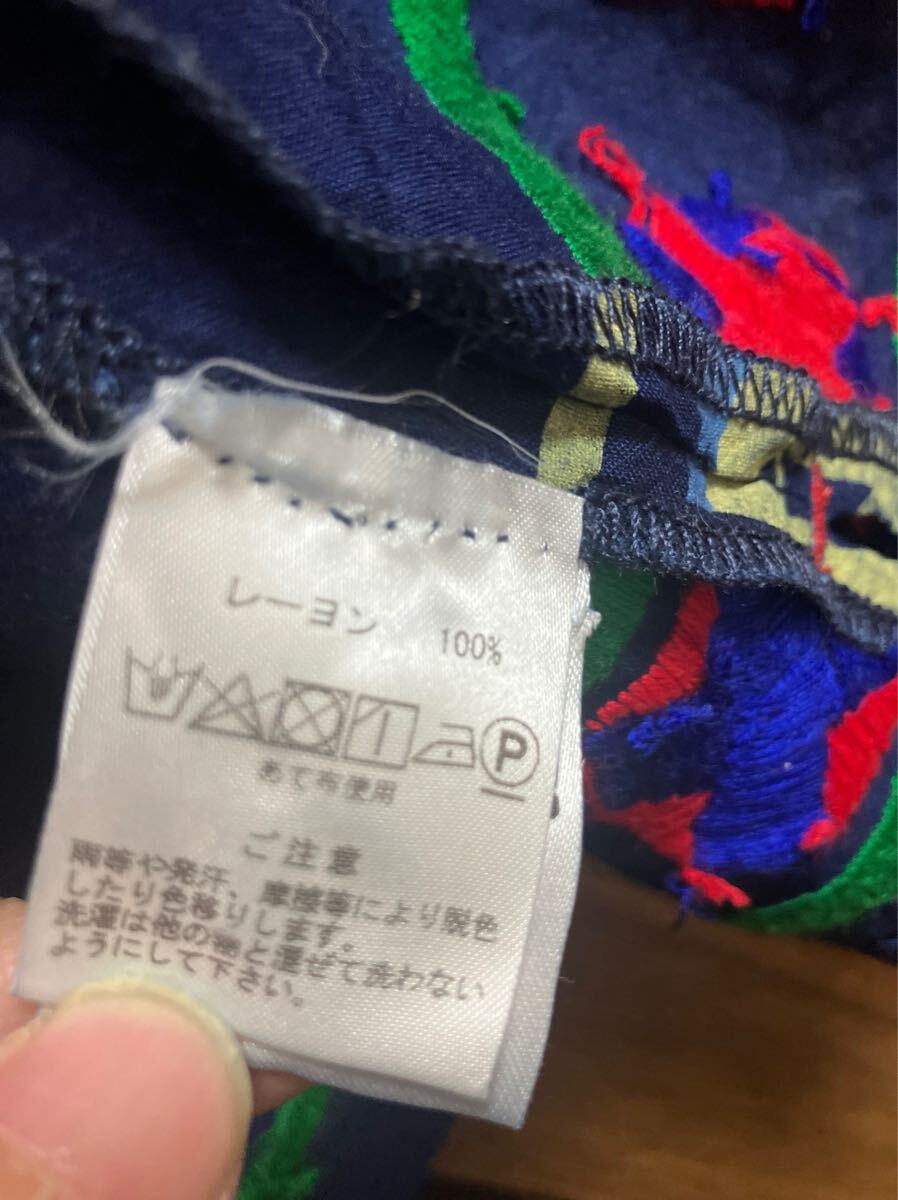 レーヨン 100%
P
あて布使用
ご注意
雨等や発汗、摩擦等により脱色
したり色移りします。
洗濯は他の物と混ぜて洗わない
ようにして下さい。